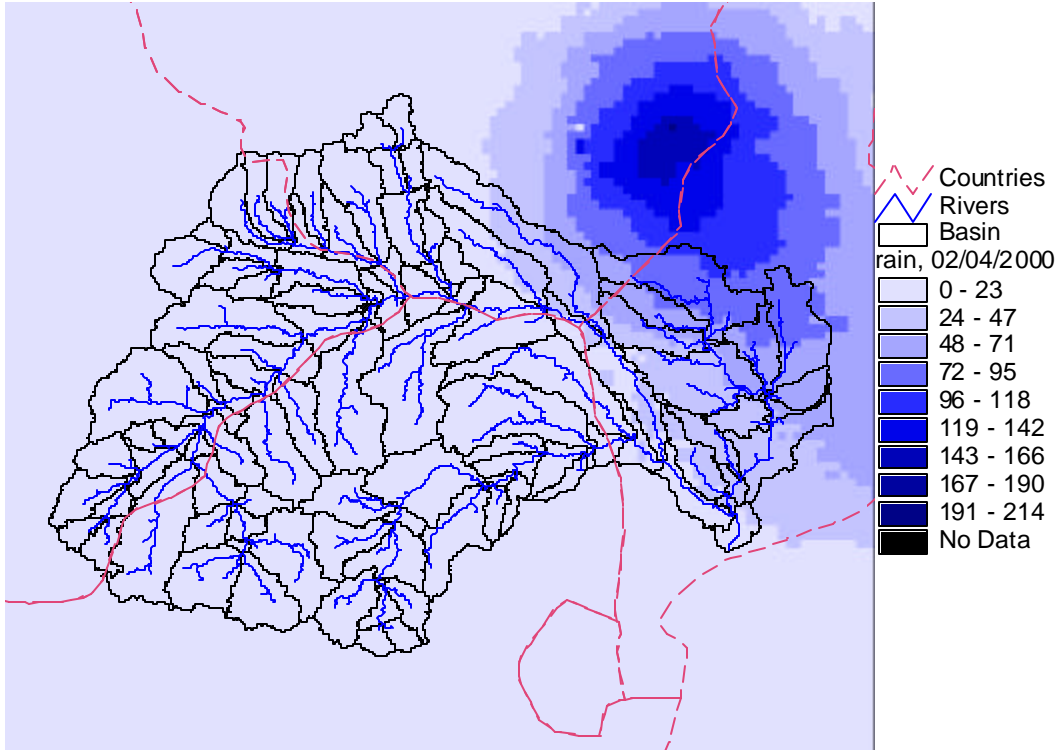 Countries
Rivers
Basin
rain, 02/04/2000
0 - 23
24 - 47
48 - 71
72 - 95
96 - 118
119 - 142
143 - 166
167 - 190
191 - 214
No Data